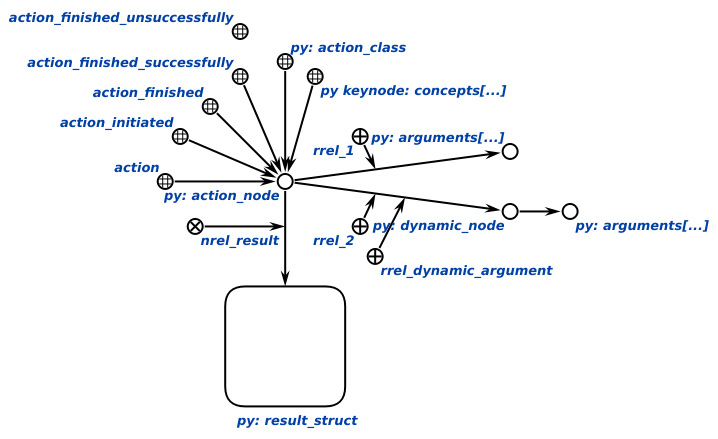 action_finished_unsuccessfully
py: action_class
action_finished_successfully
py keynode: concepts[...]
action_finished
action_initiated
py: arguments[...]
rrel_1
action
py: action_node
py: dynamic_node
py: arguments[...]
nrel_result
rrel_2
rrel_dynamic_argument
py: result_struct